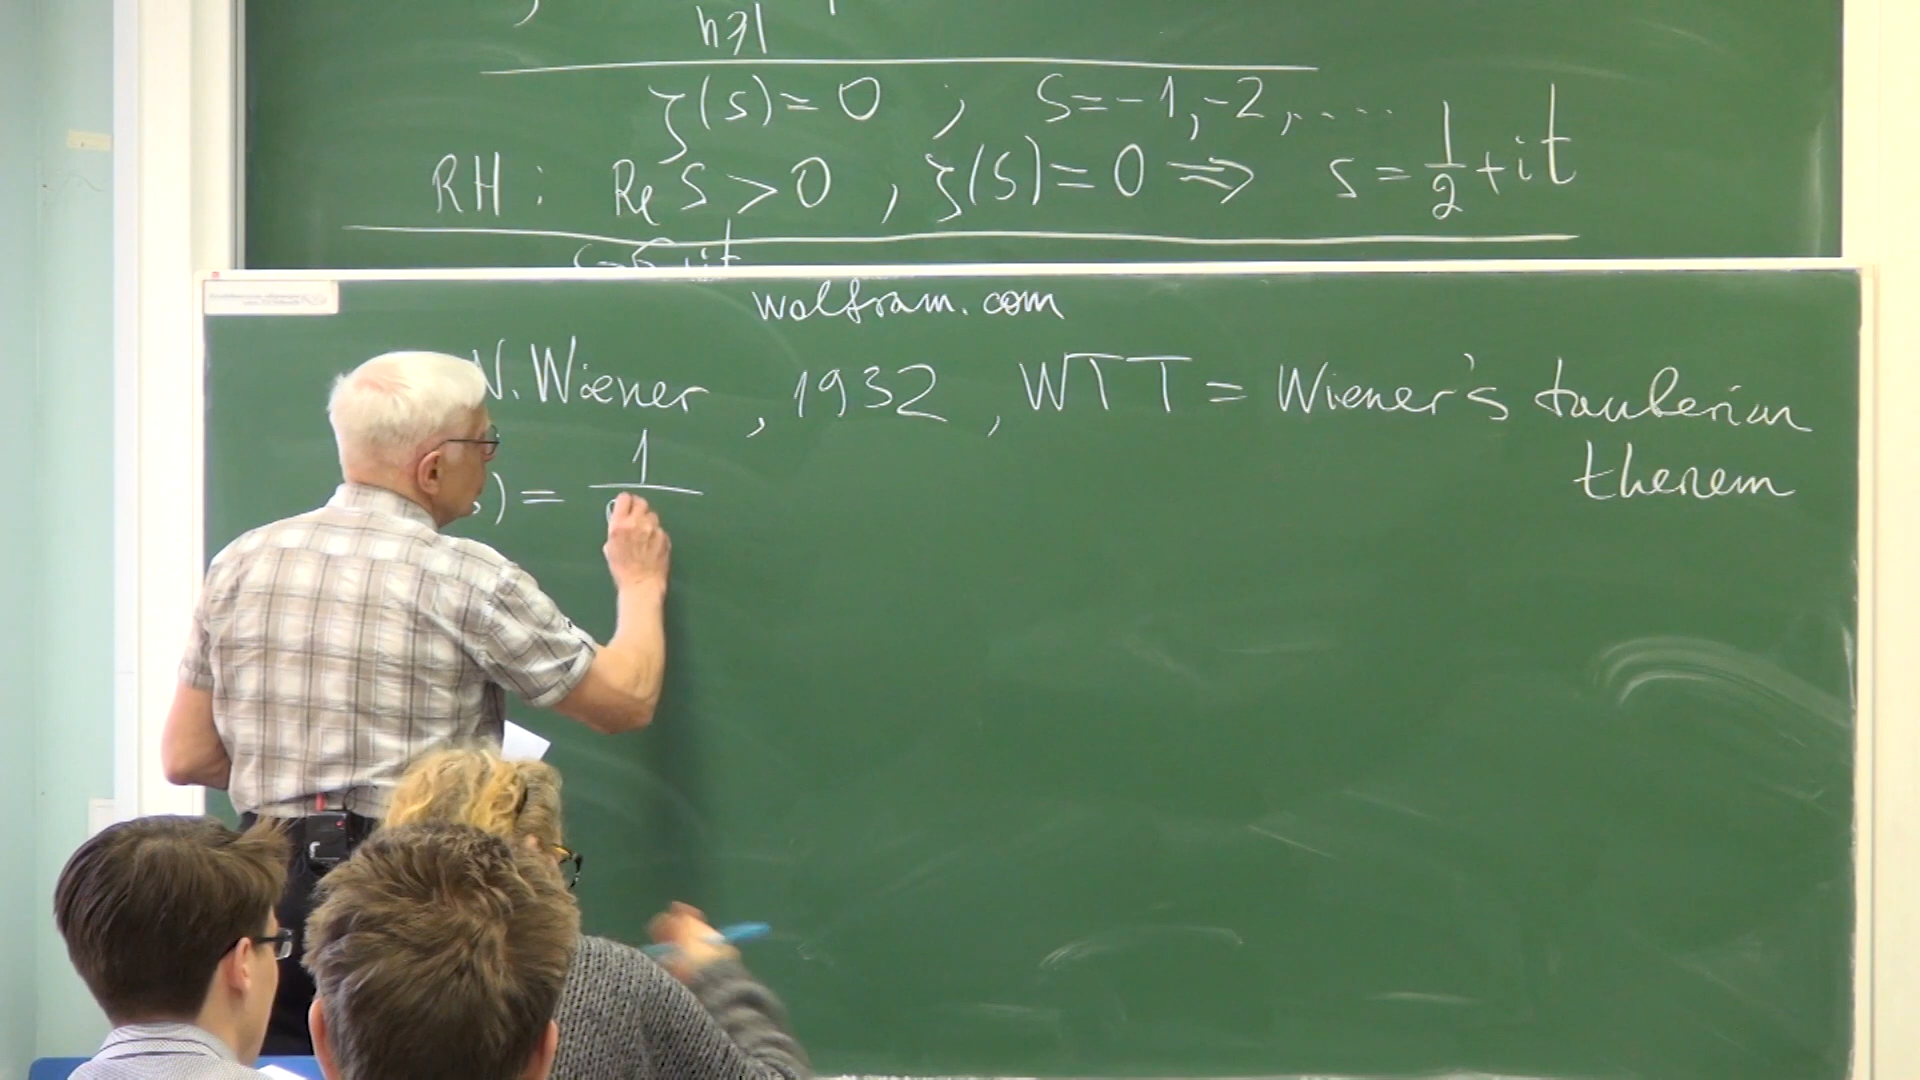 n⩾1
ζ(s)=0 ; s=-1,-2,....
RH: Re s>0, ζ(s)=0 ⇒ s=1/2+it
wolfram.com
N. Wiener, 1932, WTT = Wiener's tauberian
therem
s) = 1/